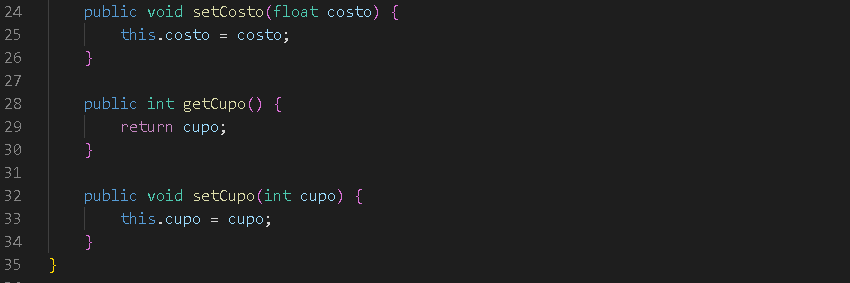 24 public void setCosto(float costo) {
25 this.costo = costo;
26 }
27
28 public int getCupo() {
29 return cupo;
30 }
31
32 public void setCupo(int cupo) {
33 this.cupo = cupo;
34 }
35 }